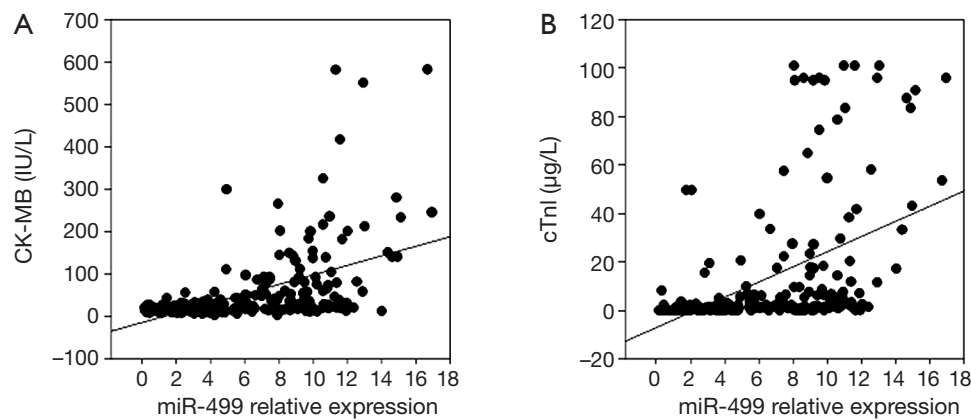 A
700
600
500
400
300
200
100
0
−100
CK-MB (IU/L)
0 2 4 6 8 10 12 14 16 18
miR-499 relative expression
B
120
100
80
60
40
20
0
−20
cTnI (µg/L)
0 2 4 6 8 10 12 14 16 18
miR-499 relative expression